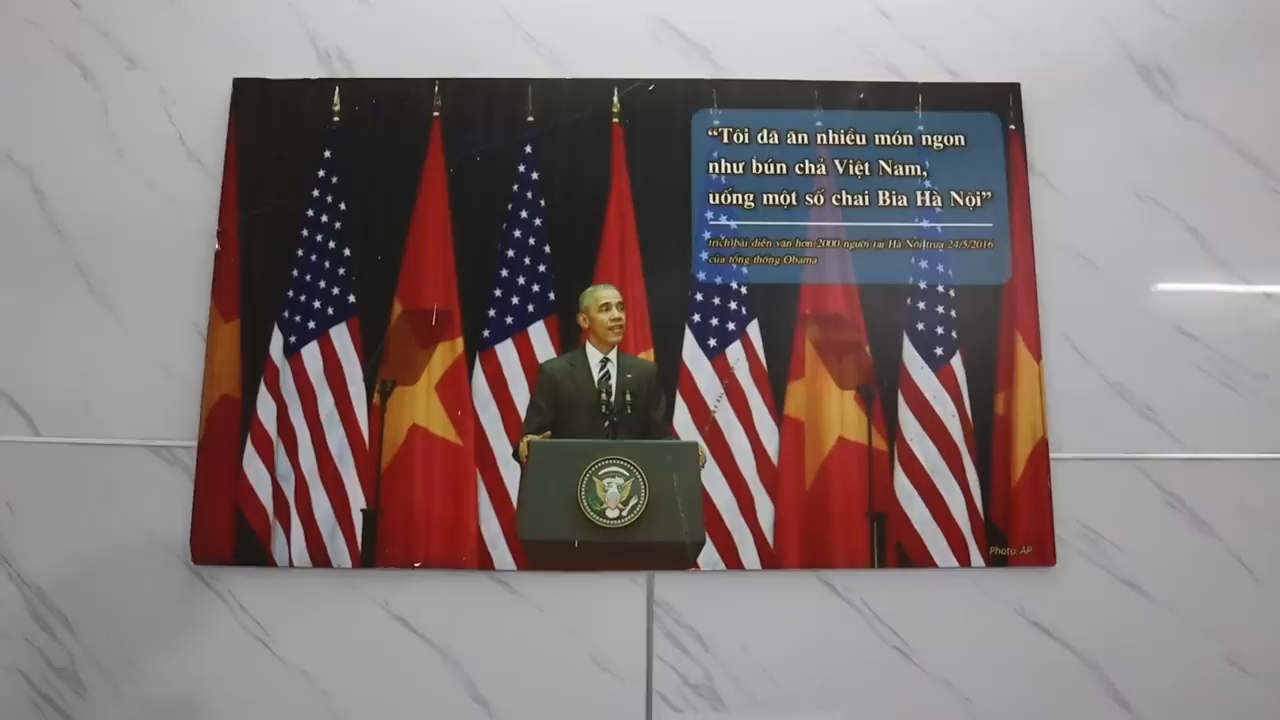 “Tôi đã ăn nhiều món ngon
như bún chả Việt Nam,
uống một số chai Bia Hà Nội”
trích bài diễn văn hơn 2000 người tại Hà Nội trưa 24/5/2016
của tổng thống Obama
Photo: AP